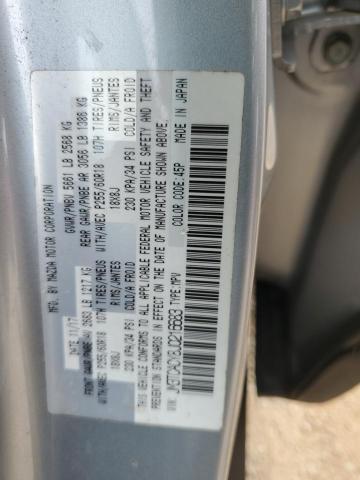 MFD. BY MAZDA MOTOR CORPORATION
DATE 11/17 GVWR/PNBV 5661 LB 2568 KG
FRONT GAWR/PNBE AV 2683 LB 1217 KG REAR GAWR/PNBE AR 3056 LB 1386 KG
WITH/AVEC P255/60R18 107H TIRES/PNEUS WITH/AVEC P255/60R18 107H TIRES/PNEUS
18X8J RIMS/JANTES 18X8J RIMS/JANTES
230 KPA/34 PSI COLD/A FROID 230 KPA/34 PSI COLD/A FROID
THIS VEHICLE CONFORMS TO ALL APPLICABLE FEDERAL MOTOR VEHICLE SAFETY AND THEFT
PREVENTION STANDARDS IN EFFECT ON THE DATE OF MANUFACTURE SHOWN ABOVE.
COLOR CODE:45P MADE IN JAPAN
TYPE:MPV